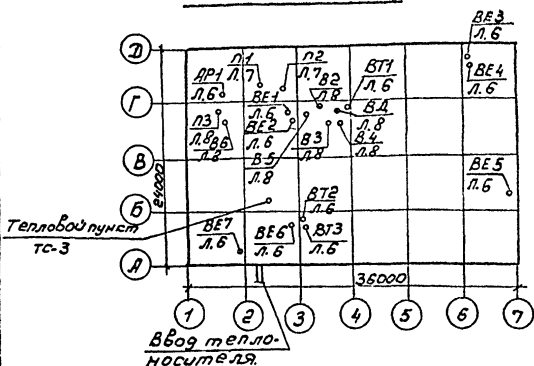 ВЕ3
Л.6
Д
П1
Л.7
П2
Л.7
АР1
Л.6
В2
Л.8
ВТ1
Л.6
ВЕ4
Л.6
Г
ВЕ1
Л.6
П3
Л.8
В6
Л.8
ВЕ2
Л.6
В3
Л.8
В4
Л.8
В
В5
Л.8
ВЕ5
Л.6
24000
Б
Тепловой пункт
ТС-3
ВТ2
Л.6
ВЕ7
Л.6
ВЕ6
Л.6
ВТ3
Л.6
А
36000
1
2
3
4
5
6
7
Ввод тепло-
носителя.